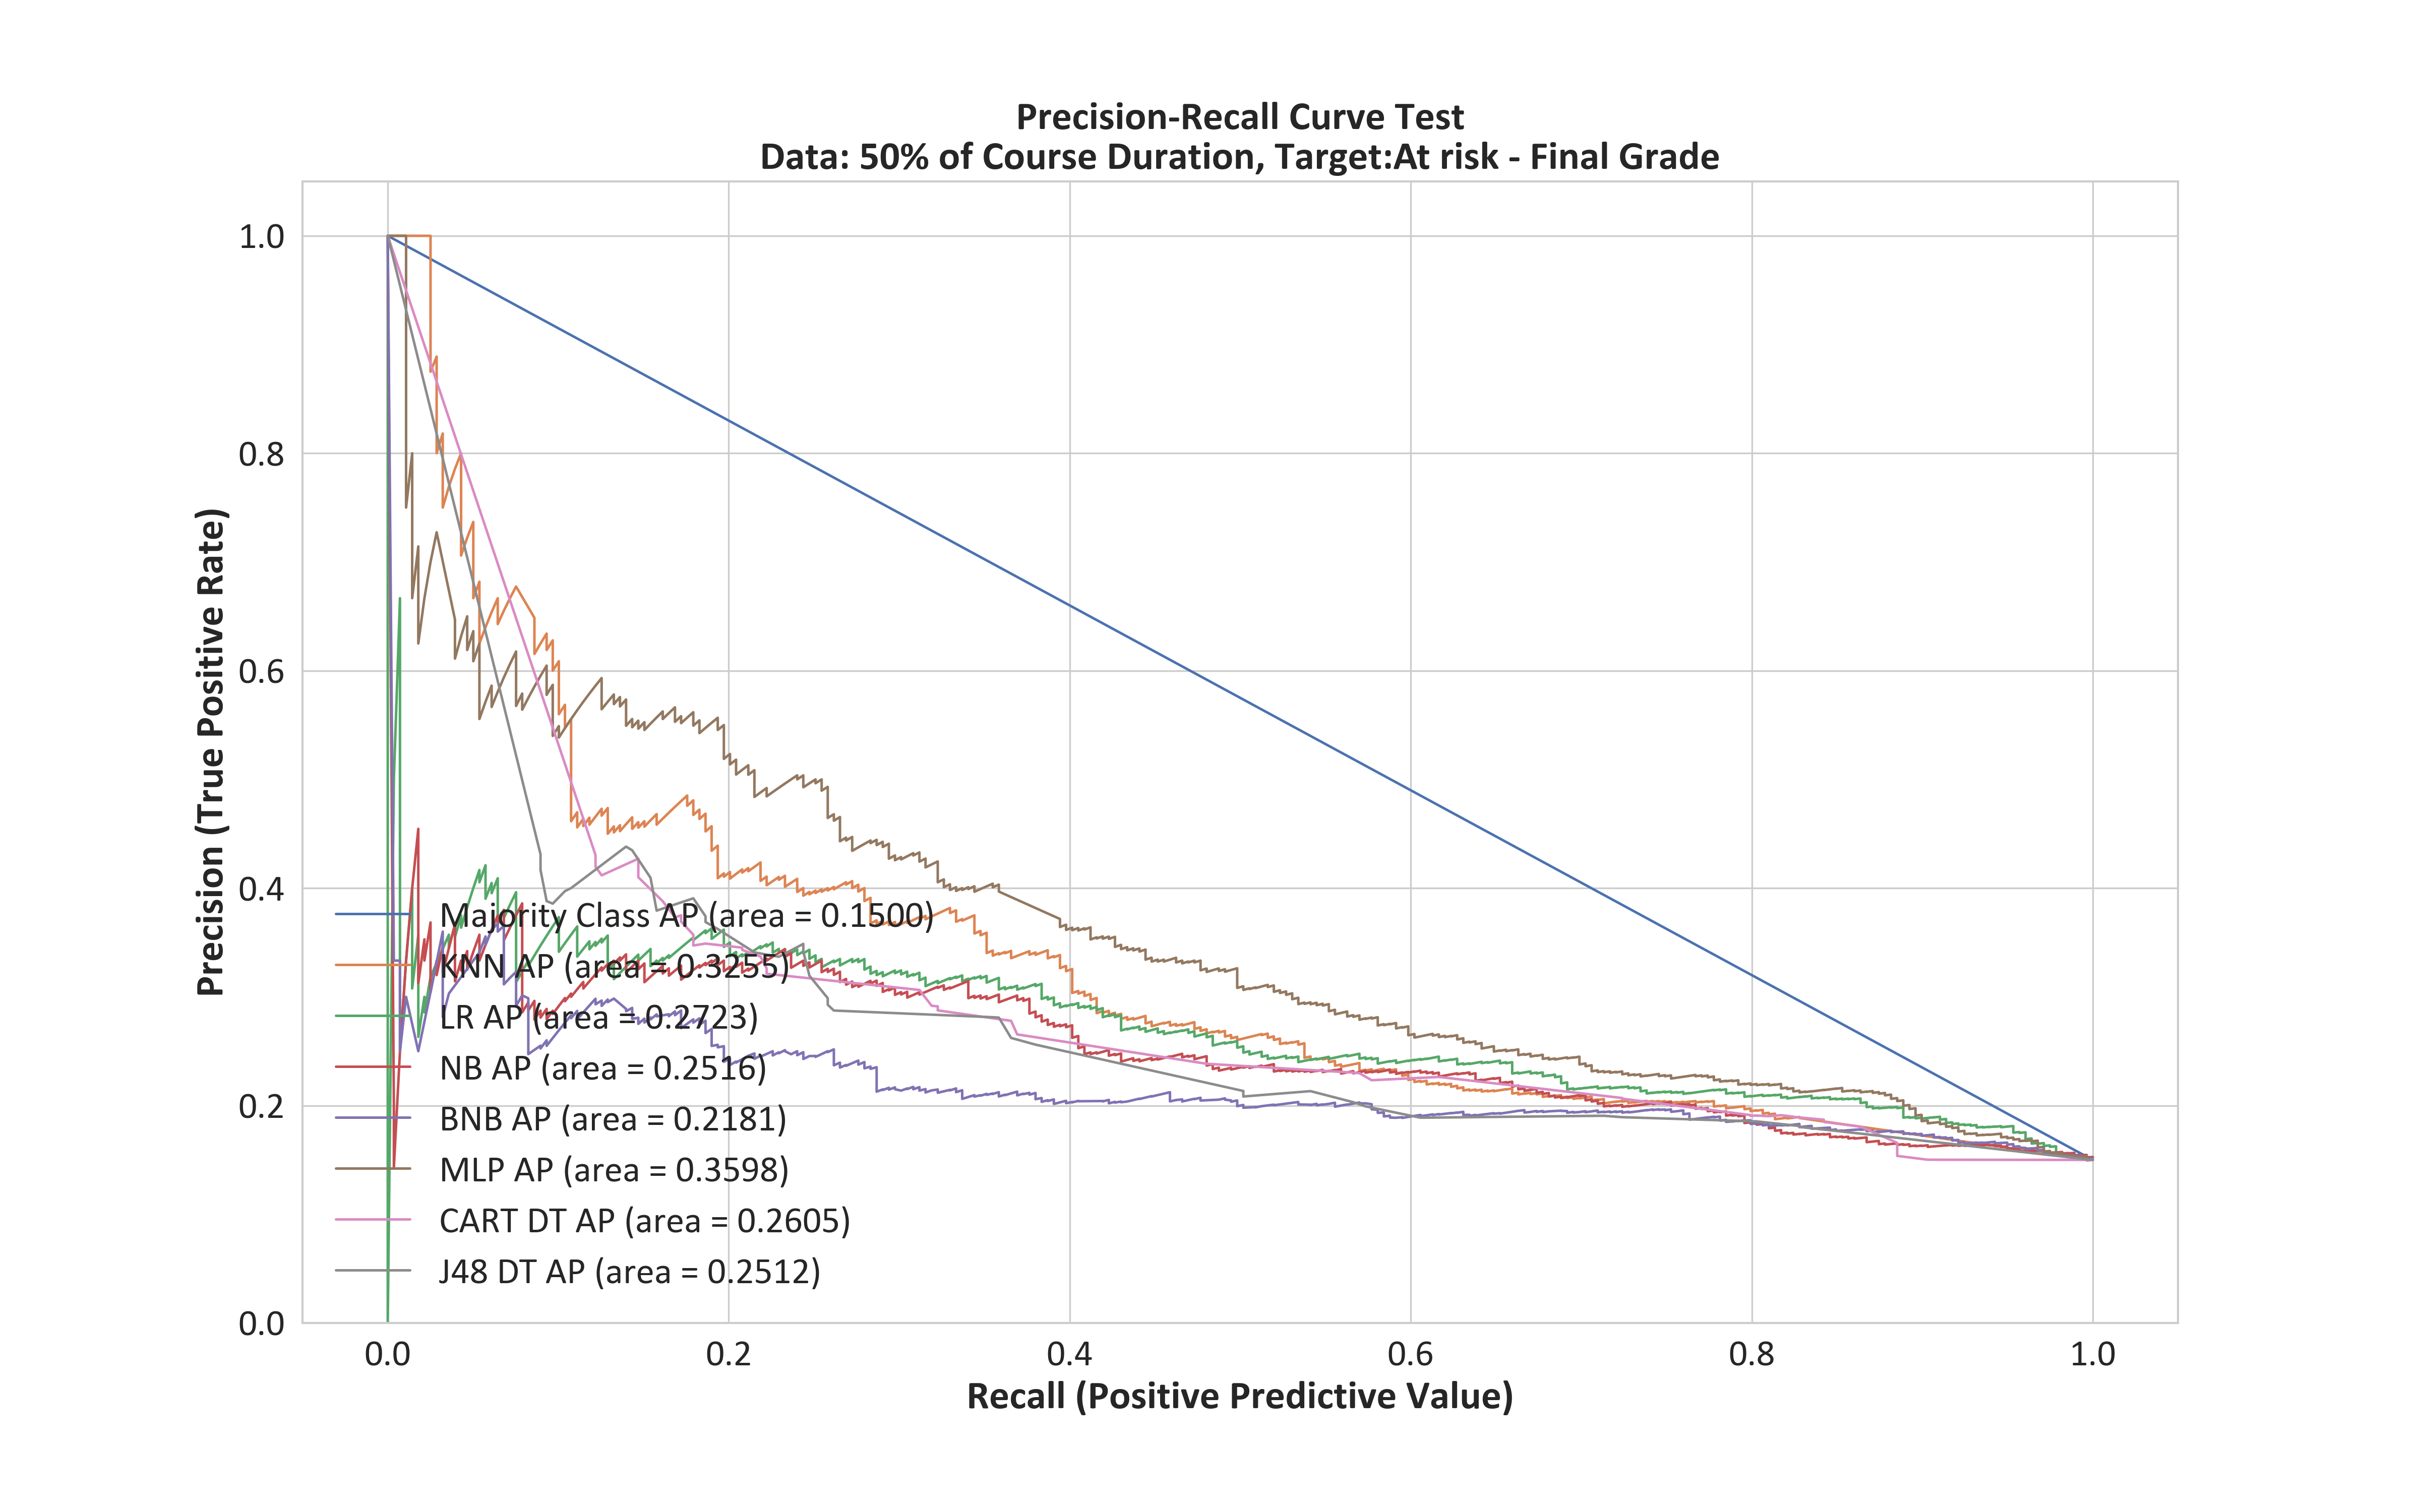 Precision-Recall Curve Test
Data: 50% of Course Duration, Target:At risk - Final Grade
Precision (True Positive Rate)
1.0
0.8
0.6
0.4
0.2
0.0
Majority Class AP (area = 0.1500)
KNN AP (area = 0.3255)
LR AP (area = 0.2723)
NB AP (area = 0.2516)
BNB AP (area = 0.2181)
MLP AP (area = 0.3598)
CART DT AP (area = 0.2605)
J48 DT AP (area = 0.2512)
0.0 0.2 0.4 0.6 0.8 1.0
Recall (Positive Predictive Value)